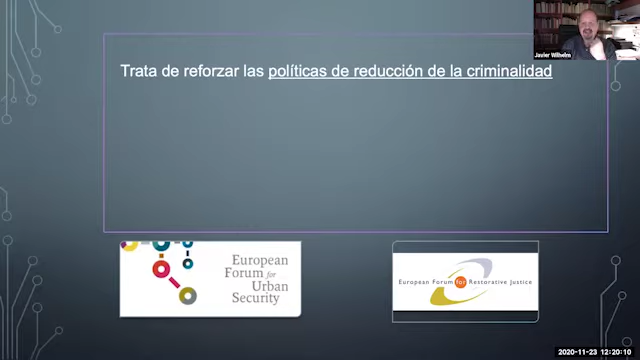 Javier Wilhelm
Trata de reforzar las políticas de reducción de la criminalidad
European
Forum for
Urban
Security
European Forum for Restorative Justice
2020-11-23 12:20:10